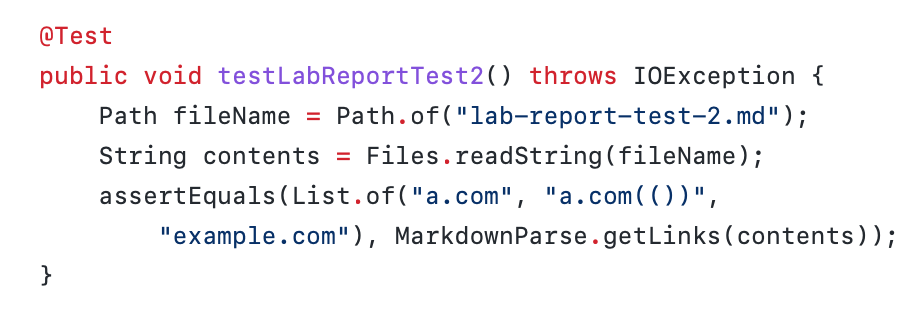 @Test
public void testLabReportTest2() throws IOException {
    Path fileName = Path.of("lab-report-test-2.md");
    String contents = Files.readString(fileName);
    assertEquals(List.of("a.com", "a.com(())",
        "example.com"), MarkdownParse.getLinks(contents));
}